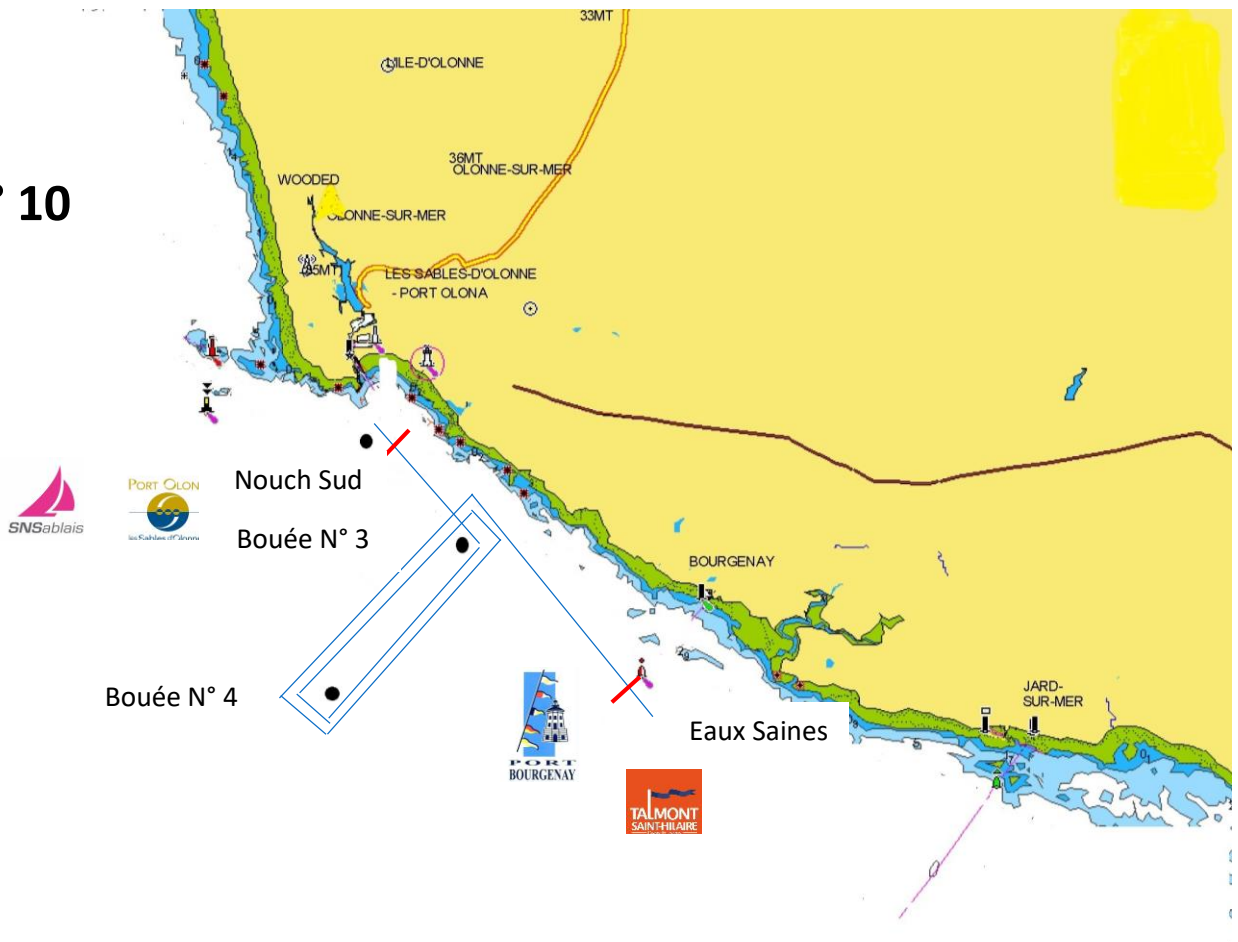 33MT
L'ILE-D'OLONNE
36MT
OLONNE-SUR-MER
° 10
WOODED
OLONNE-SUR-MER
LES SABLES-D'OLONNE
- PORT OLONA
Nouch Sud
PORT OLON
SNSablais
les Sables d'Olonne
Bouée N° 3
BOURGENAY
Bouée N° 4
JARD-
SUR-MER
Eaux Saines
PORT
BOURGENAY
TALMONT
SAINT-HILAIRE